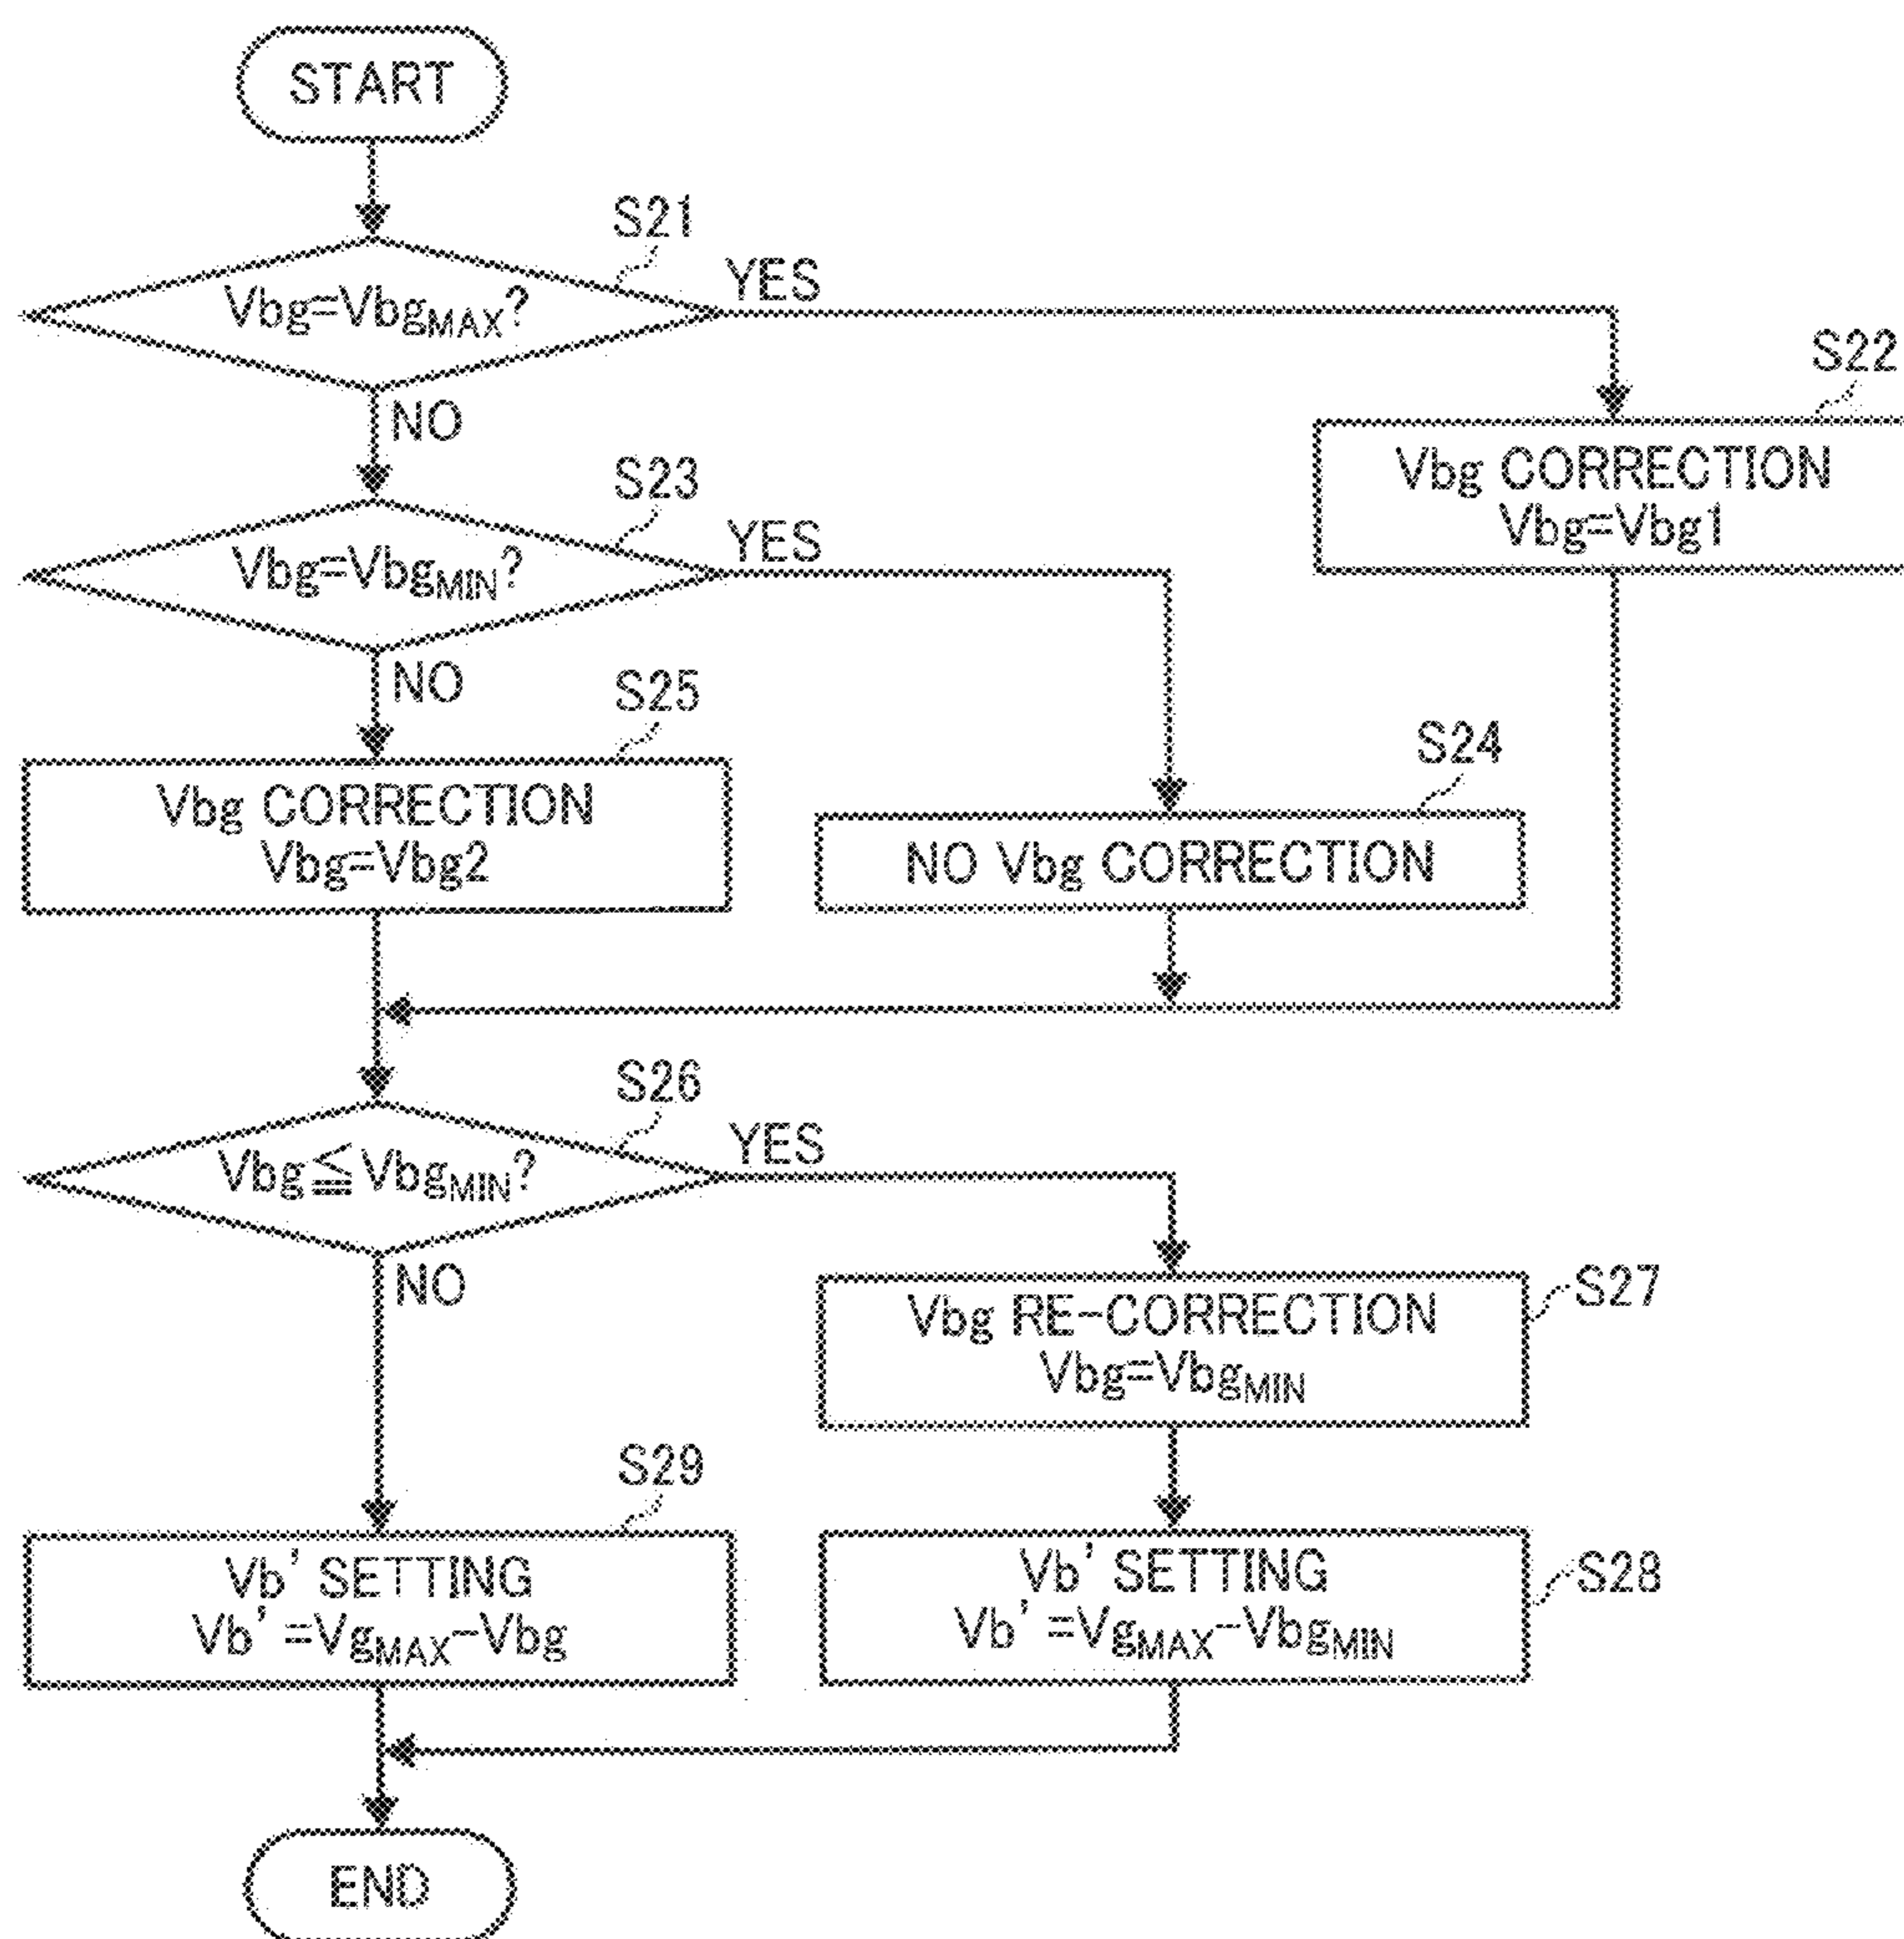 START
S21
Vbg=VbgMAX?
YES
NO
S22
Vbg CORRECTION
Vbg=Vbg1
S23
Vbg=VbgMIN?
YES
NO
S25
Vbg CORRECTION
Vbg=Vbg2
S24
NO Vbg CORRECTION
S26
Vbg≦VbgMIN?
YES
NO
S27
Vbg RE-CORRECTION
Vbg=VbgMIN
S29
Vb' SETTING
Vb'=VgMAX-Vbg
S28
Vb' SETTING
Vb'=VgMAX-VbgMIN
END